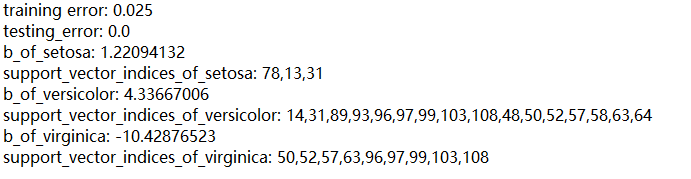 training error: 0.025
testing_error: 0.0
b_of_setosa: 1.22094132
support_vector_indices_of_setosa: 78,13,31
b_of_versicolor: 4.33667006
support_vector_indices_of_versicolor: 14,31,89,93,96,97,99,103,108,48,50,52,57,58,63,64
b_of_virginica: -10.42876523
support_vector_indices_of_virginica: 50,52,57,63,96,97,99,103,108